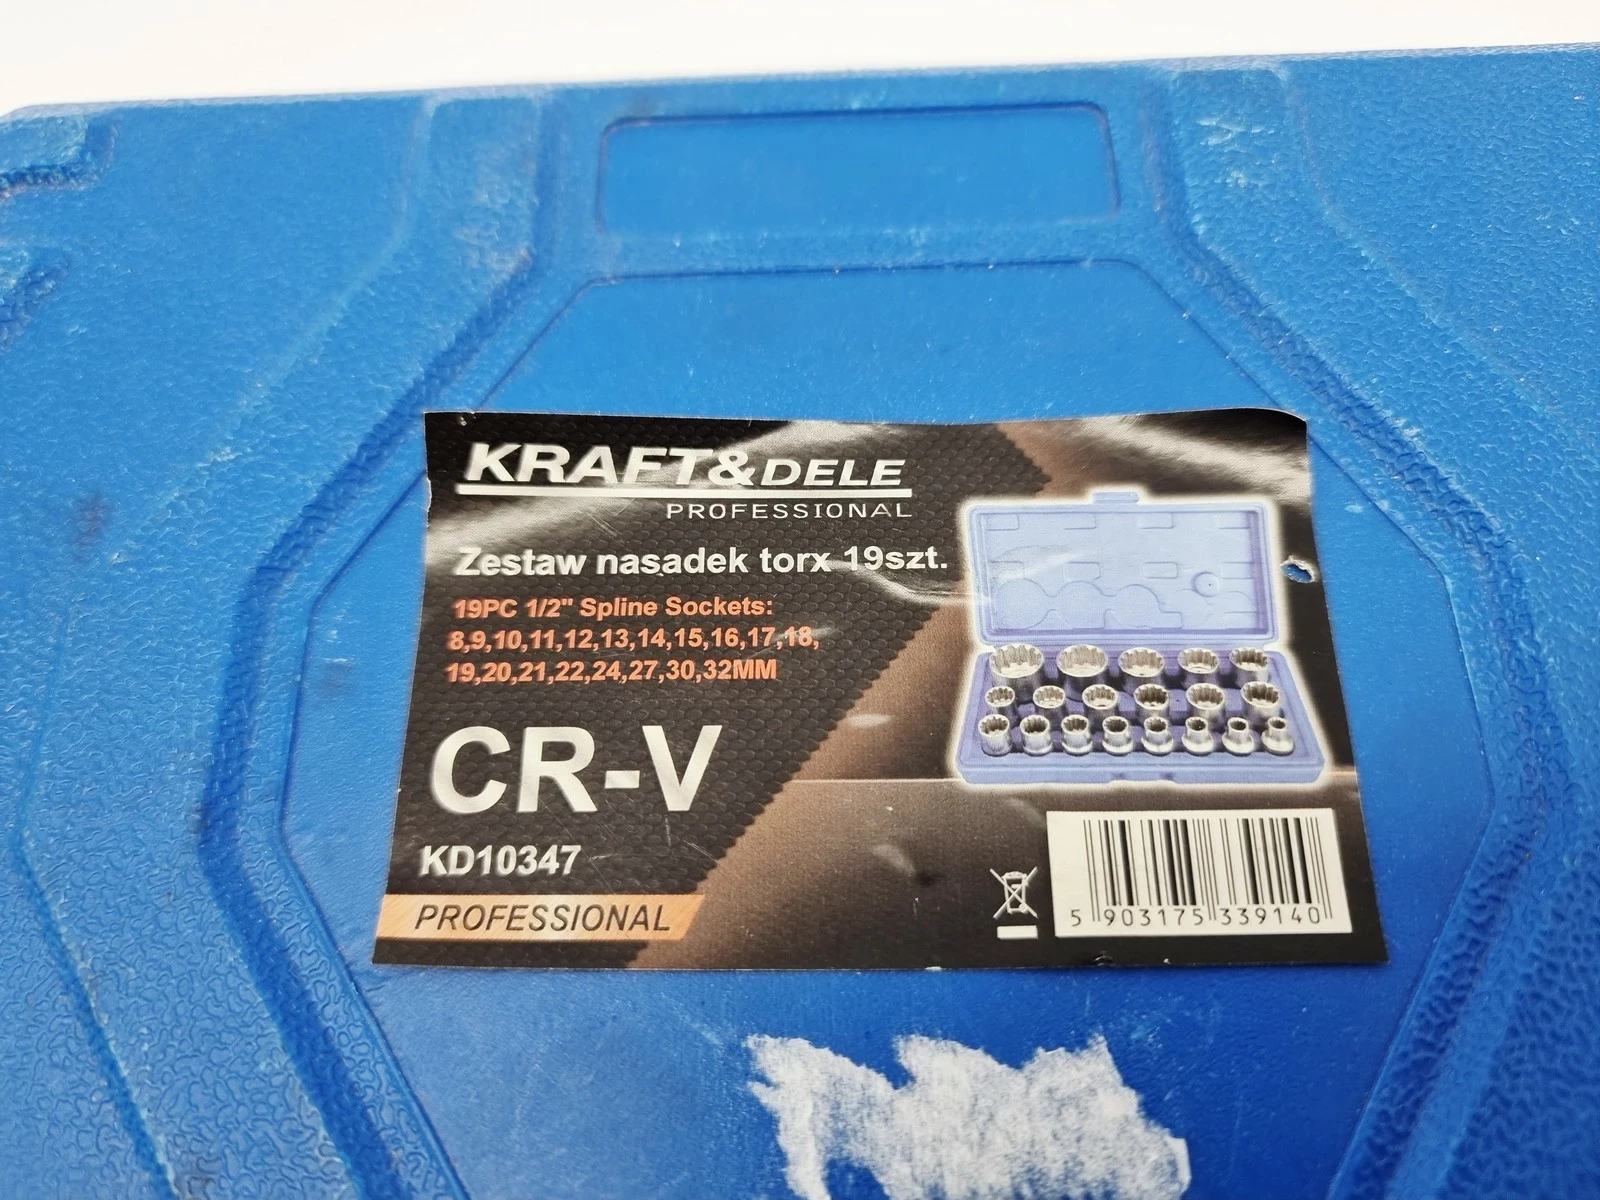 KRAFT&DELE
PROFESSIONAL
Zestaw nasadek torx 19szt.
19PC 1/2" Spline Sockets:
8,9,10,11,12,13,14,15,16,17,18,
19,20,21,22,24,27,30,32MM
CR-V
KD10347
PROFESSIONAL
5 903175 339140